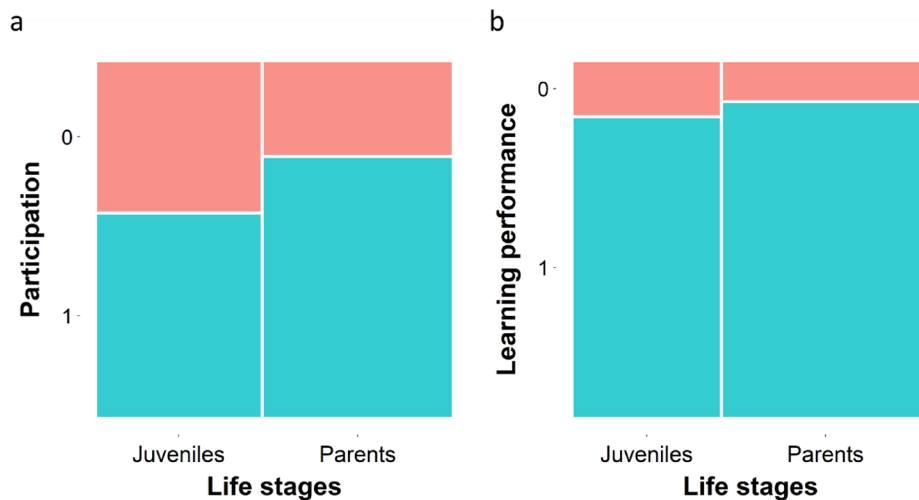 a
Participation
0
1
Juveniles
Parents
Life stages
b
Learning performance
0
1
Juveniles
Parents
Life stages